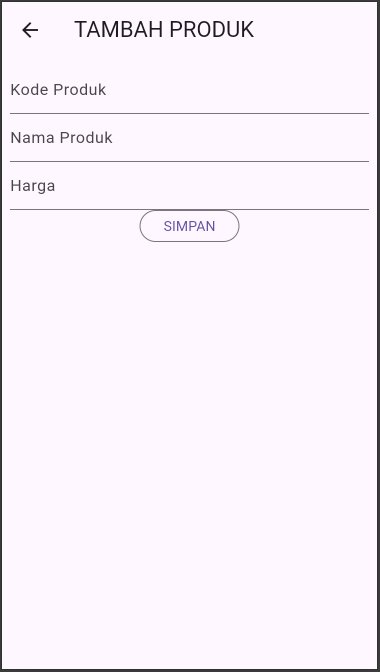 TAMBAH PRODUK
Kode Produk
Nama Produk
Harga
SIMPAN